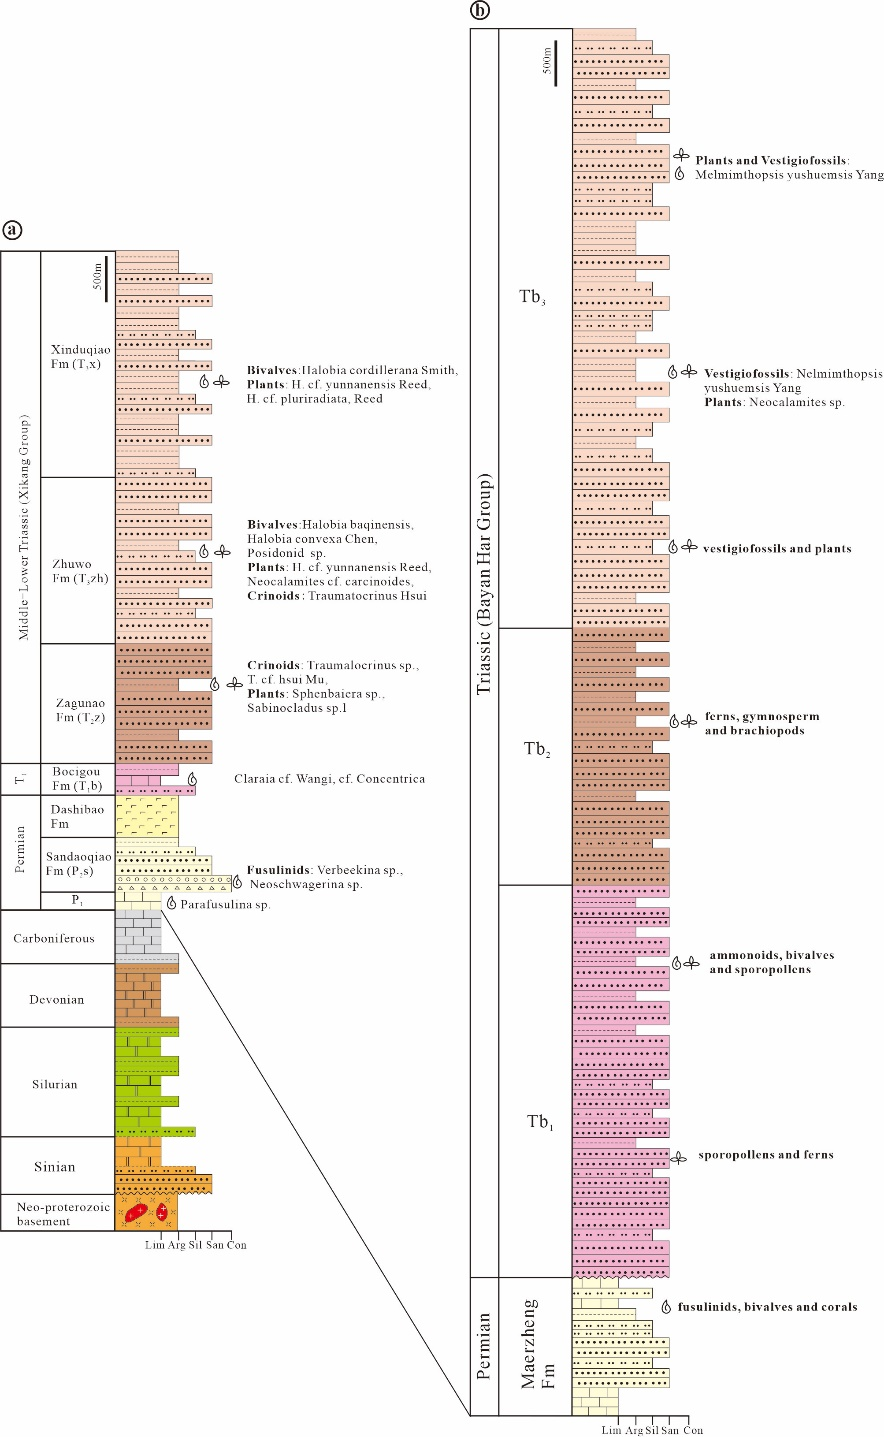 a
500m
Middle-Lower Triassic (Xikang Group)
Xinduqiao
Fm (T3x)
Bivalves:Halobia cordillerana Smith,
Plants: H. cf. yunnanensis Reed,
H. cf. pluriradiata, Reed
Zhuwo
Fm (T3zh)
Bivalves:Halobia baqinensis,
Halobia convexa Chen,
Posidonid sp.
Plants: H. cf. yunnanensis Reed,
Neocalamites cf. carcinoides,
Crinoids: Traumatocrinus Hsui
Zagunao
Fm (T2z)
Crinoids: Traumalocrinus sp.,
T. cf. hsui Mu,
Plants: Sphenbaiera sp.,
Sabinocladus sp.l
T1
Bocigou
Fm (T1b)
Claraia cf. Wangi, cf. Concentrica
Permian
Dashibao
Fm
Sandaoqiao
Fm (P2s)
Fusulinids: Verbeekina sp.,
Neoschwagerina sp.
P1
Parafusulina sp.
Carboniferous
Devonian
Silurian
Sinian
Neo-proterozoic
basement
Lim Arg Sil San Con
b
500m
Triassic (Bayan Har Group)
Tb3
Plants and Vestigiofossils:
Melmimthopsis yushuemsis Yang
Vestigiofossils: Nelmimthopsis
yushuemsis Yang
Plants: Neocalamites sp.
vestigiofossils and plants
Tb2
ferns, gymnosperm
and brachiopods
Tb1
ammonoids, bivalves
and sporopollens
sporopollens and ferns
Permian
Maerzheng
Fm
fusulinids, bivalves and corals
Lim Arg Sil San Con